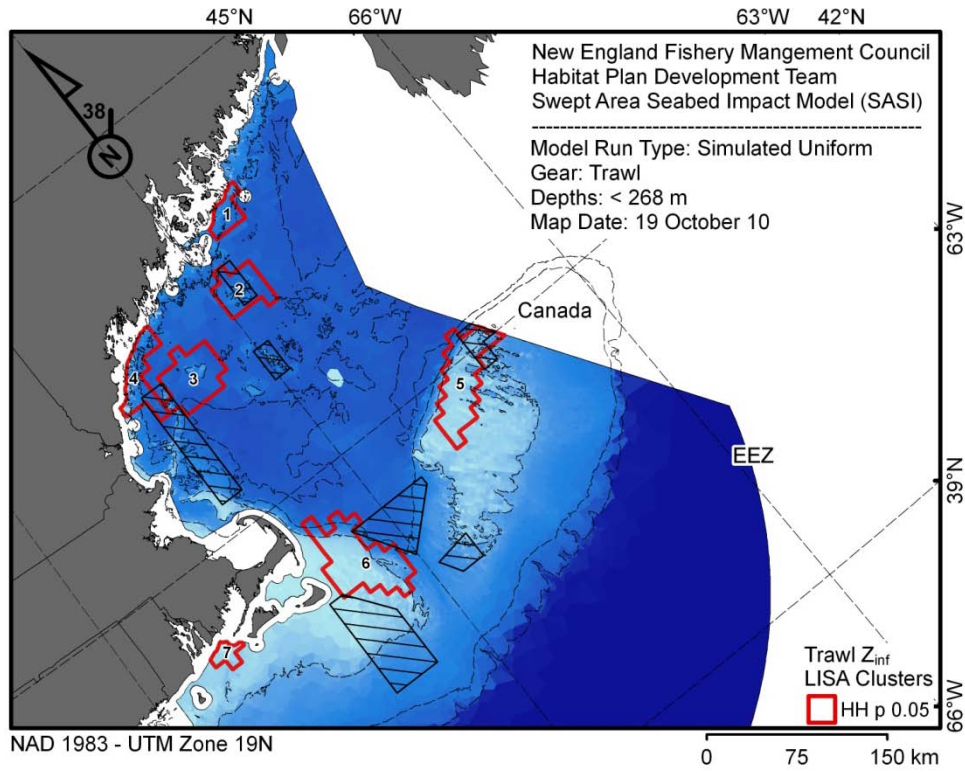 45°N 66°W 63°W 42°N
New England Fishery Mangement Council
Habitat Plan Development Team
Swept Area Seabed Impact Model (SASI)
------------------------------------------------------
Model Run Type: Simulated Uniform
Gear: Trawl
Depths: < 268 m
Map Date: 19 October 10
38
N
1
63°W
2
Canada
4
3
5
EEZ
39°N
6
7
Trawl Zinf
LISA Clusters
HH p 0.05
66°W
NAD 1983 - UTM Zone 19N
0 75 150 km